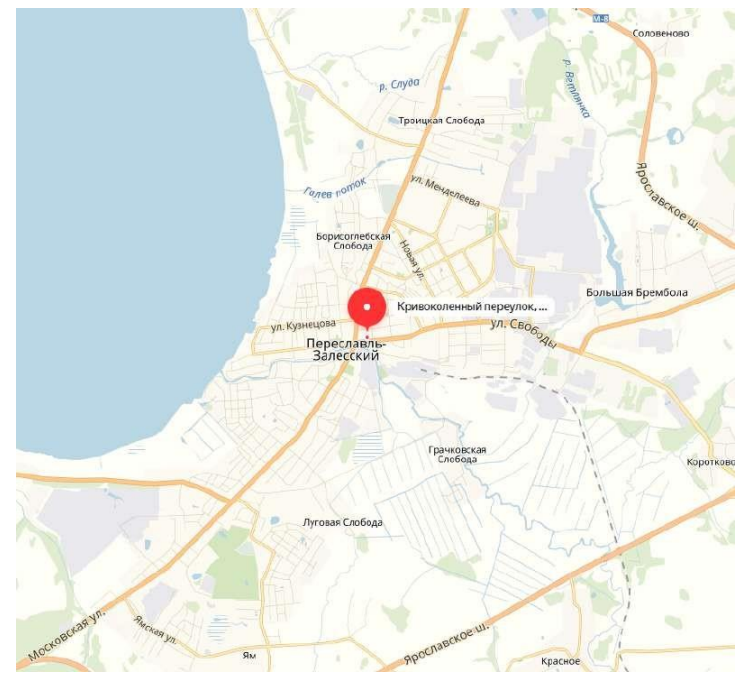 М-8
Соловеново
р. Ветлянка
р. Слуда
Троицкая Слобода
Ярославское ш.
ул. Менделеева
Галев поток
Борисоглебская
Слобода
Новая ул.
Большая Брембола
Кривоколенный переулок, ...
ул. Кузнецова
ул. Свободы
Переславль-
Залесский
Грачковская
Слобода
Коротково
Луговая Слобода
Московская ул.
Ямская ул.
Ярославское ш.
Ям
Красное